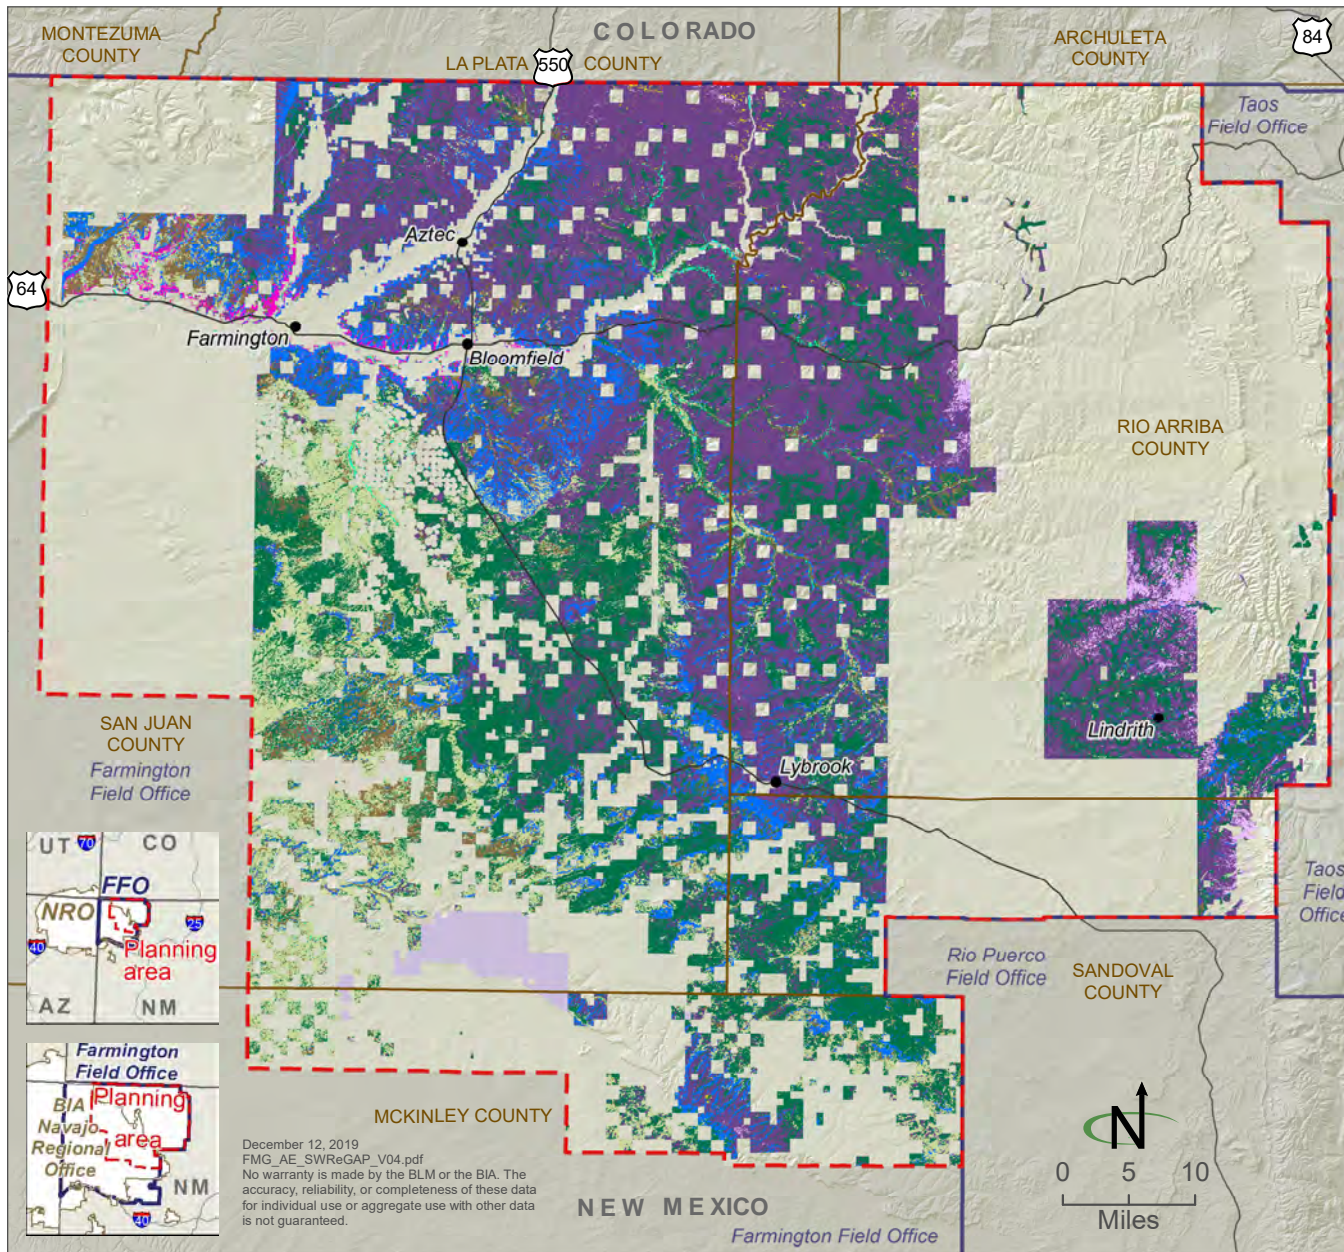 COLORADO
MONTEZUMA
COUNTY
LA PLATA
550
COUNTY
ARCHULETA
COUNTY
84
Taos
Field Office
Aztec
64
Farmington
Bloomfield
RIO ARRIBA
COUNTY
Lindrith
SAN JUAN
COUNTY
Farmington
Field Office
Lybrook
UT
70
CO
FFO
NRO
25
40
Planning
area
AZ
NM
Taos
Field
Office
Rio Puerco
Field Office
SANDOVAL
COUNTY
Farmington
Field Office
Planning
area
BIA
Navajo
Regional
Office
NM
40
MCKINLEY COUNTY
December 12, 2019
FMG_AE_SWReGAP_V04.pdf
No warranty is made by the BLM or the BIA. The
accuracy, reliability, or completeness of these data
for individual use or aggregate use with other data
is not guaranteed.
N
0 5 10
Miles
NEW MEXICO
Farmington Field Office